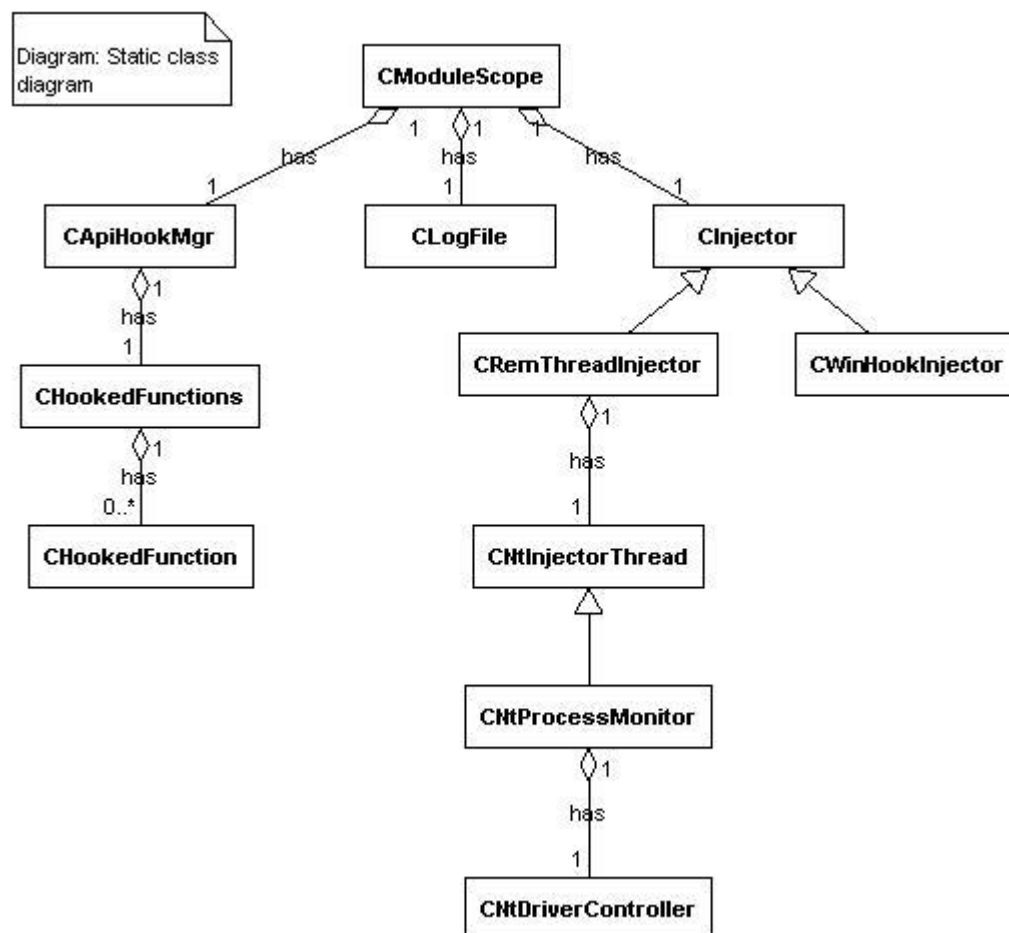 Diagram: Static class
diagram
CModuleScope
1 1 1
has has has
1 1 1
CApiHookMgr CLogFile CInjector
1
has
1
CRemThreadInjector CWinHookInjector
CHookedFunctions
1 1
has has
0..* 1
CHookedFunction CNtInjectorThread
CNtProcessMonitor
1
has
1
CNtDriverController